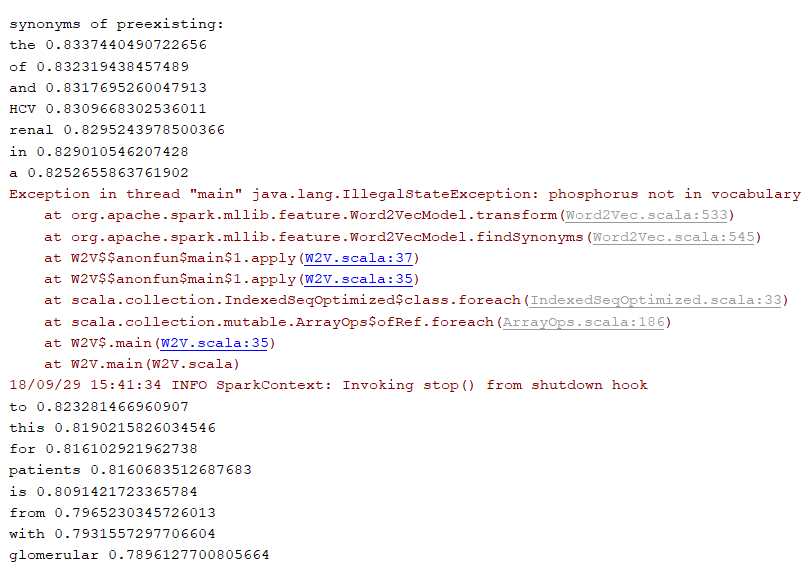 synonyms of preexisting:
the 0.8337440490722656
of 0.832319438457489
and 0.8317695260047913
HCV 0.8309668302536011
renal 0.8295243978500366
in 0.829010546207428
a 0.8252655863761902
Exception in thread "main" java.lang.IllegalStateException: phosphorus not in vocabulary
    at org.apache.spark.mllib.feature.Word2VecModel.transform(Word2Vec.scala:533)
    at org.apache.spark.mllib.feature.Word2VecModel.findSynonyms(Word2Vec.scala:545)
    at W2V$$anonfun$main$1.apply(W2V.scala:37)
    at W2V$$anonfun$main$1.apply(W2V.scala:35)
    at scala.collection.IndexedSeqOptimized$class.foreach(IndexedSeqOptimized.scala:33)
    at scala.collection.mutable.ArrayOps$ofRef.foreach(ArrayOps.scala:186)
    at W2V$.main(W2V.scala:35)
    at W2V.main(W2V.scala)
18/09/29 15:41:34 INFO SparkContext: Invoking stop() from shutdown hook
to 0.823281466960907
this 0.8190215826034546
for 0.816102921962738
patients 0.8160683512687683
is 0.8091421723365784
from 0.7965230345726013
with 0.7931557297706604
glomerular 0.7896127700805664